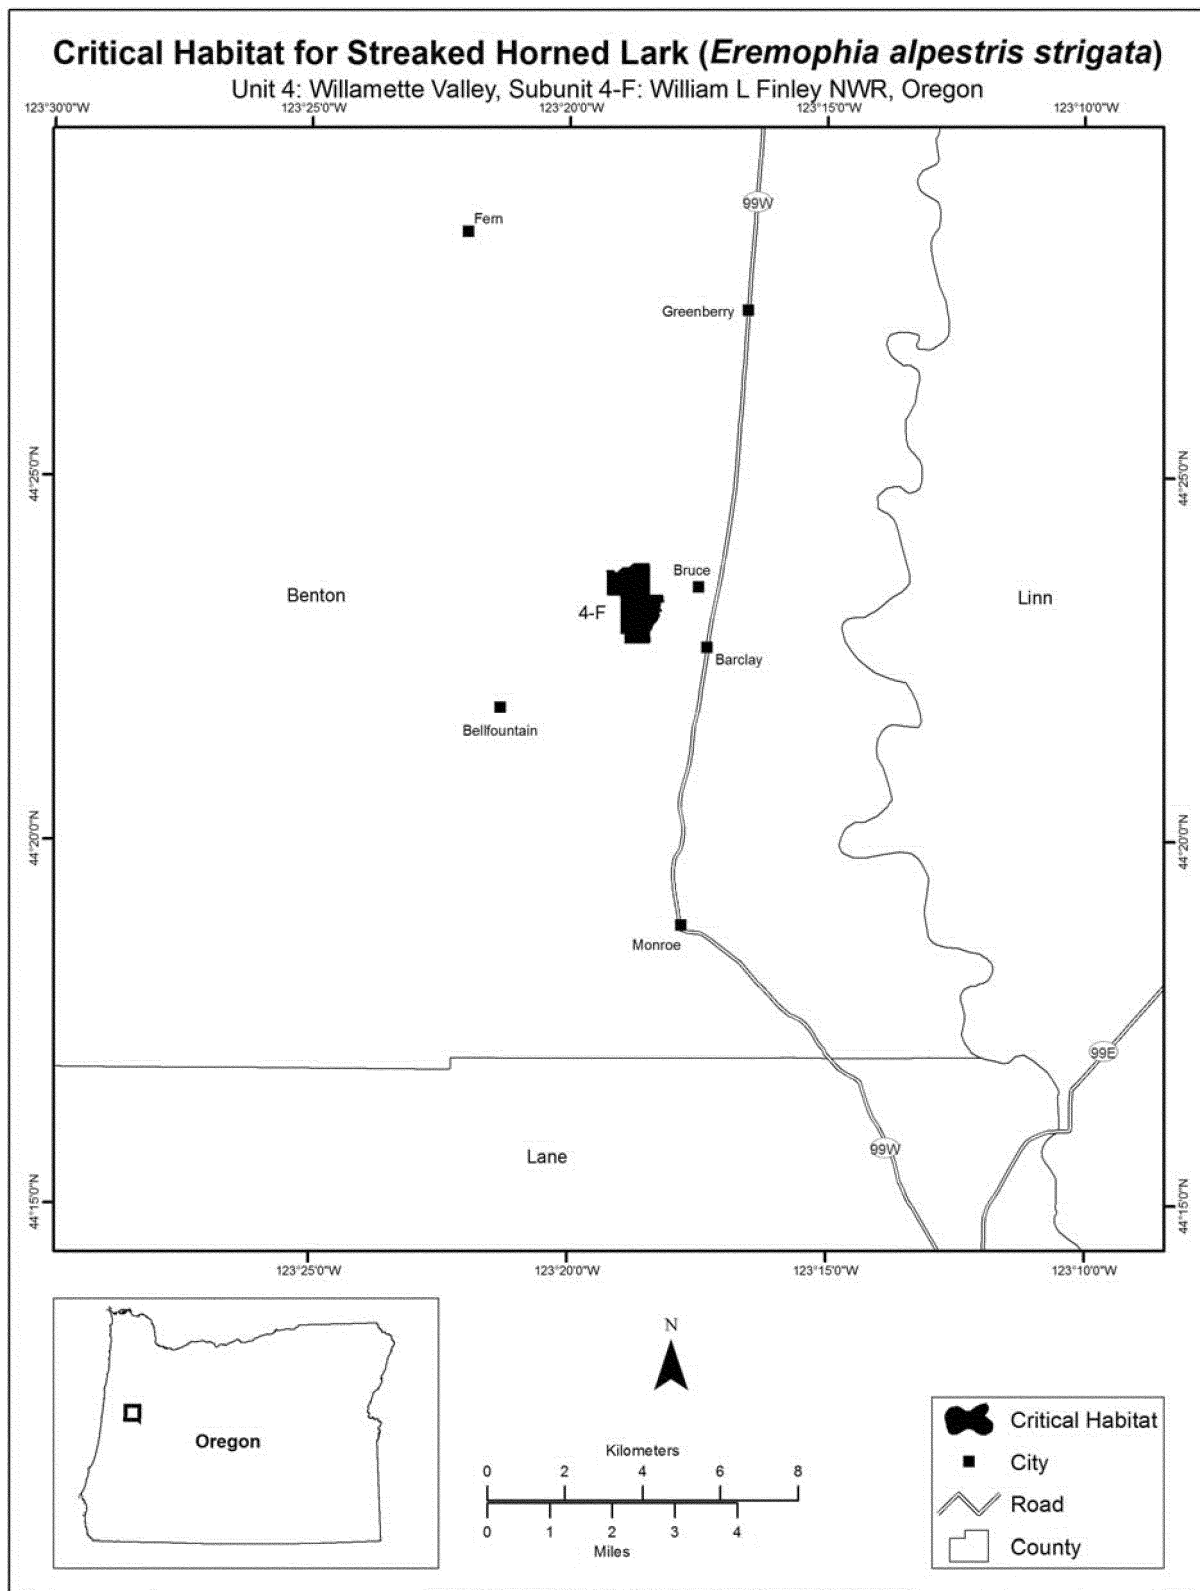 Critical Habitat for Streaked Horned Lark (Eremophia alpestris strigata)
Unit 4: Willamette Valley, Subunit 4-F: William L Finley NWR, Oregon
123°30'0"W
123°25'0"W
123°20'0"W
123°15'0"W
123°10'0"W
99W
Fern
Greenberry
44°25'0"N
44°25'0"N
Bruce
Benton
4-F
Linn
Barclay
Bellfountain
44°20'0"N
44°20'0"N
Monroe
99E
99W
Lane
44°15'0"N
44°15'0"N
123°25'0"W
123°20'0"W
123°15'0"W
123°10'0"W
N
Oregon
Kilometers
0 2 4 6 8
0 1 2 3 4
Miles
Critical Habitat
City
Road
County